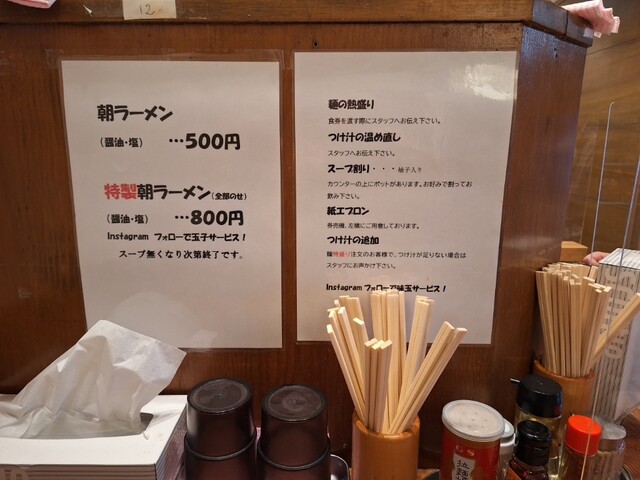 12
朝ラーメン
(醤油・塩) …500円
特製朝ラーメン(全部のせ)
(醤油・塩) …800円
Instagram フォローで玉子サービス!
スープ無くなり次第終了です。
麺の熱盛り
食券を渡す際にスタッフへお伝え下さい。
つけ汁の温め直し
スタッフへお伝え下さい。
スープ割り・・・柚子入り
カウンターの上にポットがあります。お好みで割ってお
飲み下さい。
紙エプロン
券売機、左横にご用意しております。
つけ汁の追加
麺特盛り注文のお客様で、つけ汁が足りない場合は
スタッフにお声かけ下さい。
Instagram フォローで味玉サービス!